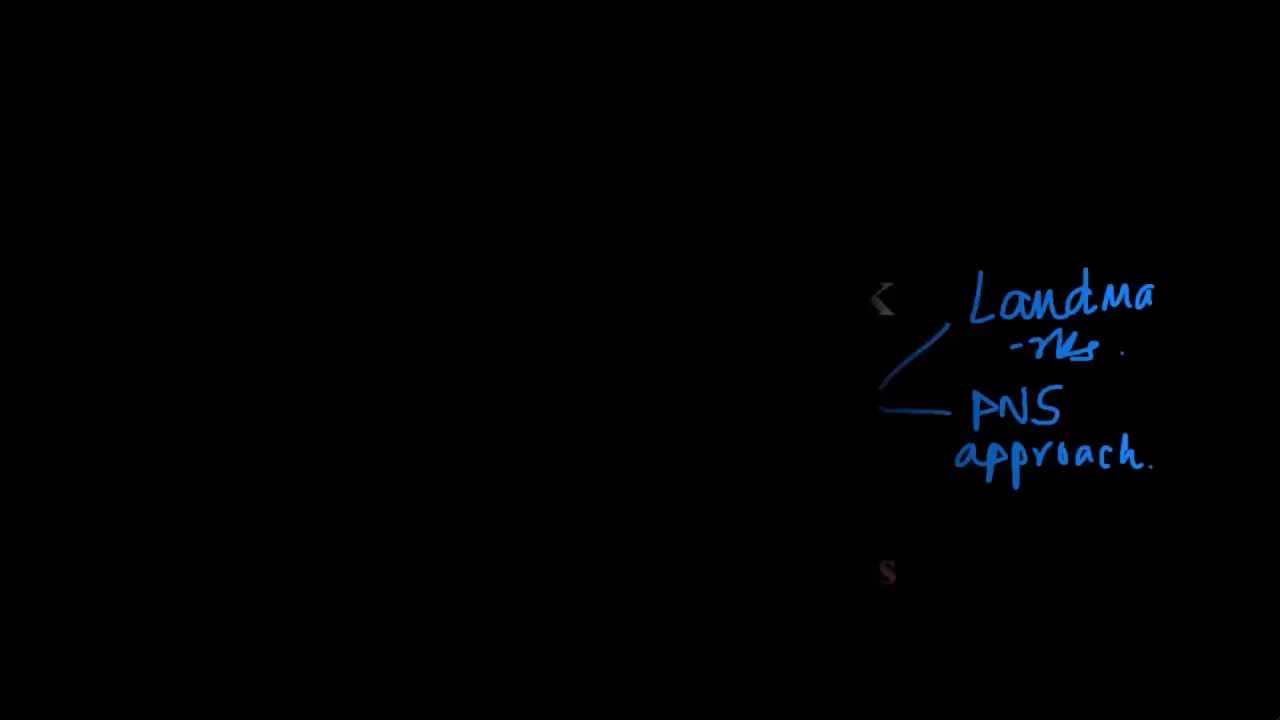 K
Landma
-rks.
PNS
approach.
s